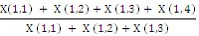 X(1,1) + X (1,2) + X (1,3) + X (1,4)
X (1,1) + X (1,2) + X (1,3)